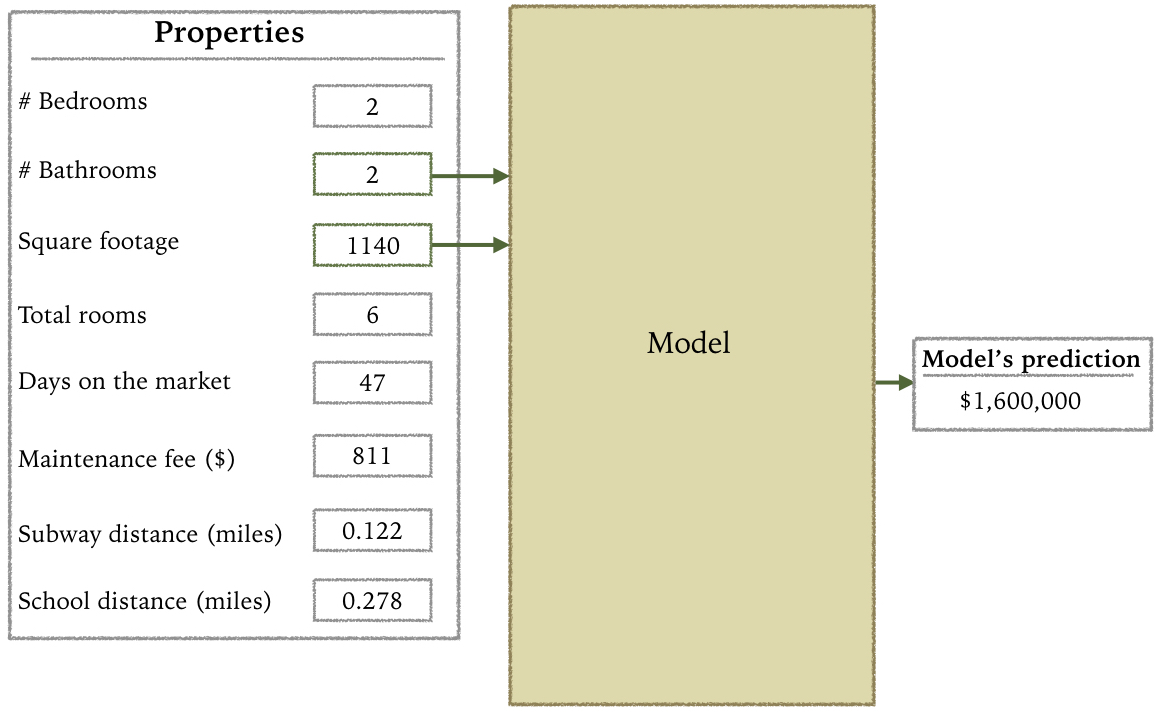 Properties
# Bedrooms 2
# Bathrooms 2
Square footage 1140
Total rooms 6
Days on the market 47
Maintenance fee ($) 811
Subway distance (miles) 0.122
School distance (miles) 0.278
Model
Model’s prediction
$1,600,000